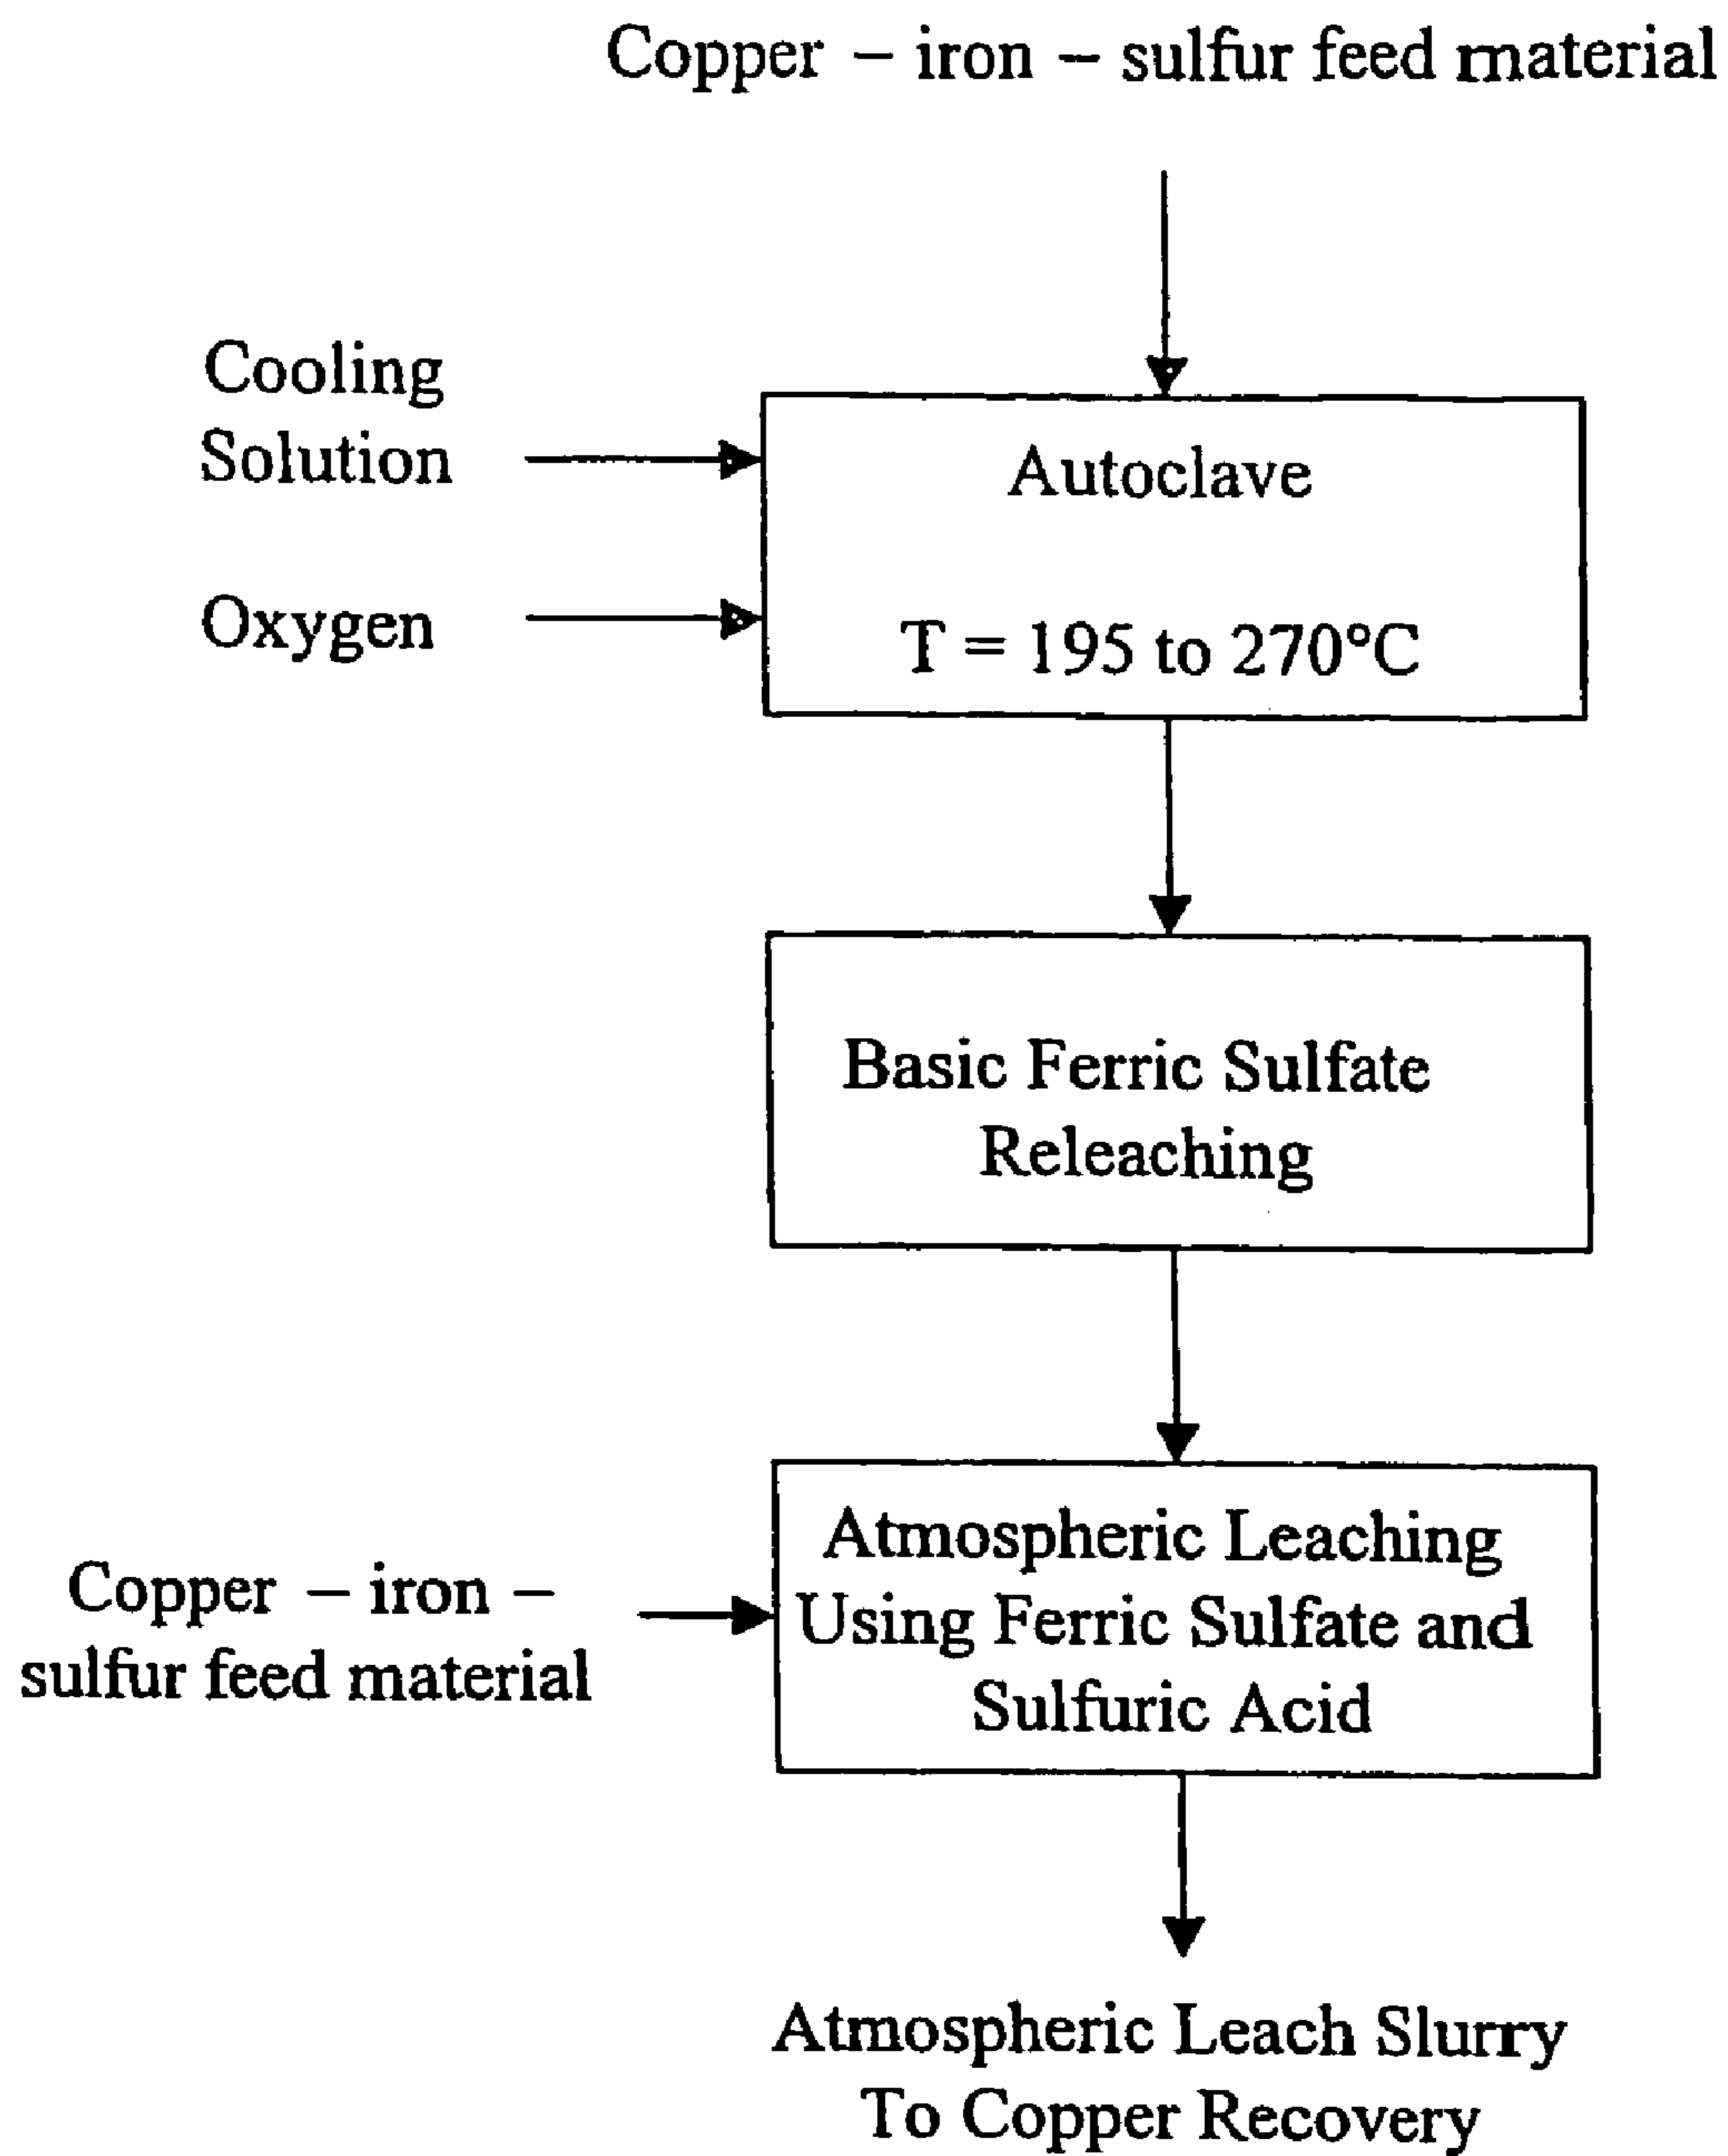 Copper – iron – sulfur feed material
Cooling
Solution
Autoclave
Oxygen
T = 195 to 270°C
Basic Ferric Sulfate
Releaching
Copper – iron –
sulfur feed material
Atmospheric Leaching
Using Ferric Sulfate and
Sulfuric Acid
Atmospheric Leach Slurry
To Copper Recovery